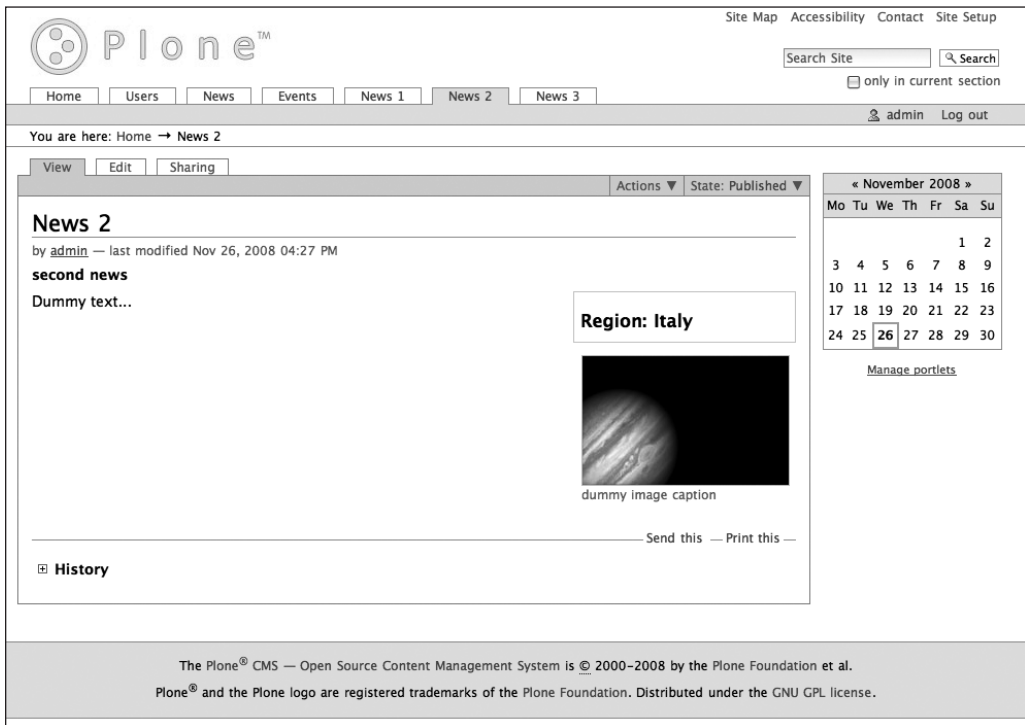 Site Map Accessibility Contact Site Setup
Plone™
Search Site Search
only in current section
Home Users News Events News 1 News 2 News 3
admin Log out
You are here: Home → News 2
View Edit Sharing
Actions ▼ State: Published ▼
News 2
by admin — last modified Nov 26, 2008 04:27 PM
second news
Dummy text...
Region: Italy
dummy image caption
Send this — Print this —
History
« November 2008 »
Mo Tu We Th Fr Sa Su
1 2
3 4 5 6 7 8 9
10 11 12 13 14 15 16
17 18 19 20 21 22 23
24 25 26 27 28 29 30
Manage portlets
The Plone® CMS — Open Source Content Management System is © 2000-2008 by the Plone Foundation et al.
Plone® and the Plone logo are registered trademarks of the Plone Foundation. Distributed under the GNU GPL license.